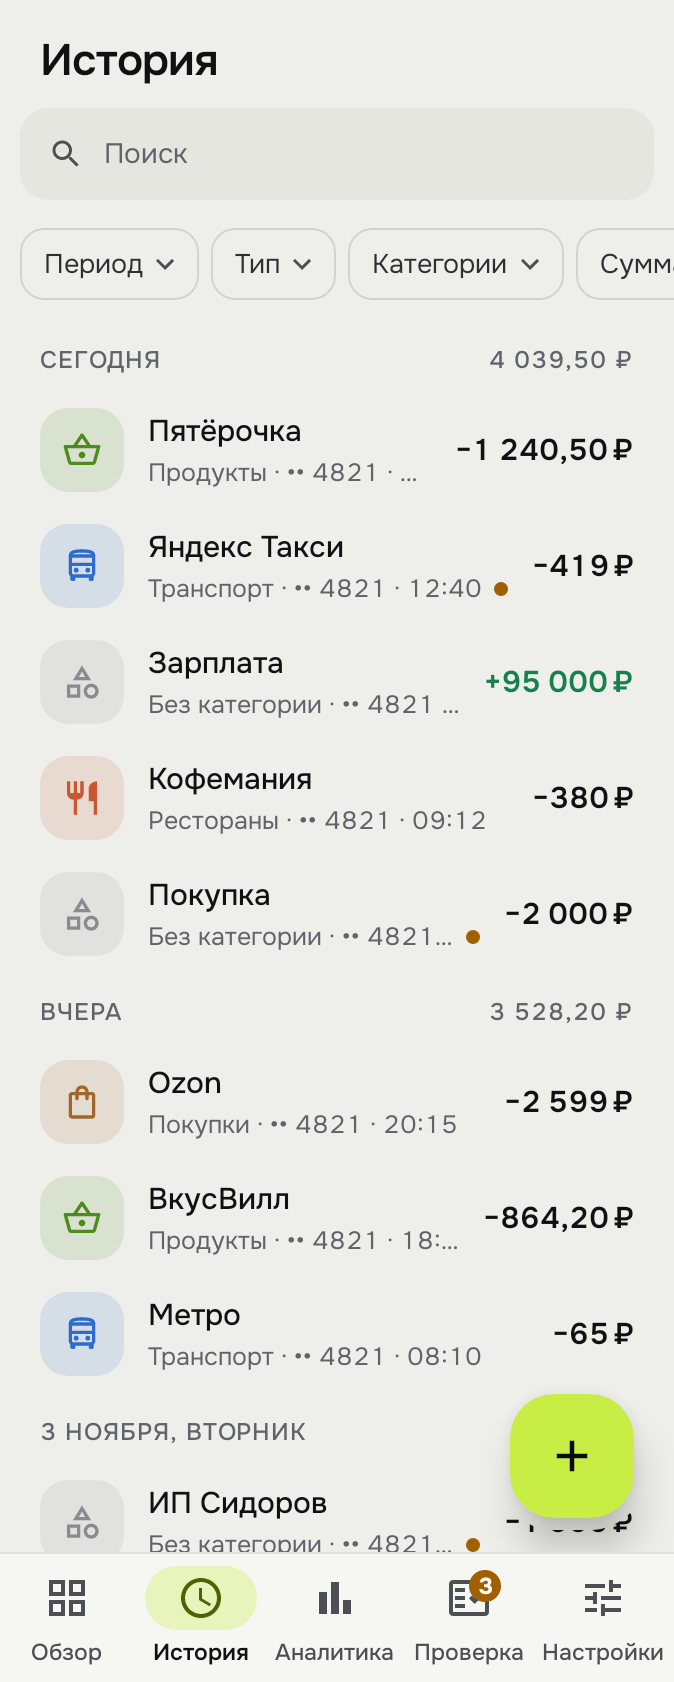 История
Поиск
Период
Тип
Категории
Сумм
СЕГОДНЯ 4 039,50 ₽
Пятёрочка
Продукты · •• 4821 · ...
−1 240,50 ₽
Яндекс Такси
Транспорт · •• 4821 · 12:40
−419 ₽
Зарплата
Без категории · •• 4821 ...
+95 000 ₽
Кофемания
Рестораны · •• 4821 · 09:12
−380 ₽
Покупка
Без категории · •• 4821...
−2 000 ₽
ВЧЕРА 3 528,20 ₽
Ozon
Покупки · •• 4821 · 20:15
−2 599 ₽
ВкусВилл
Продукты · •• 4821 · 18:...
−864,20 ₽
Метро
Транспорт · •• 4821 · 08:10
−65 ₽
3 НОЯБРЯ, ВТОРНИК
ИП Сидоров
Без категории · •• 4821...
3
Обзор
История
Аналитика
Проверка
Настройки